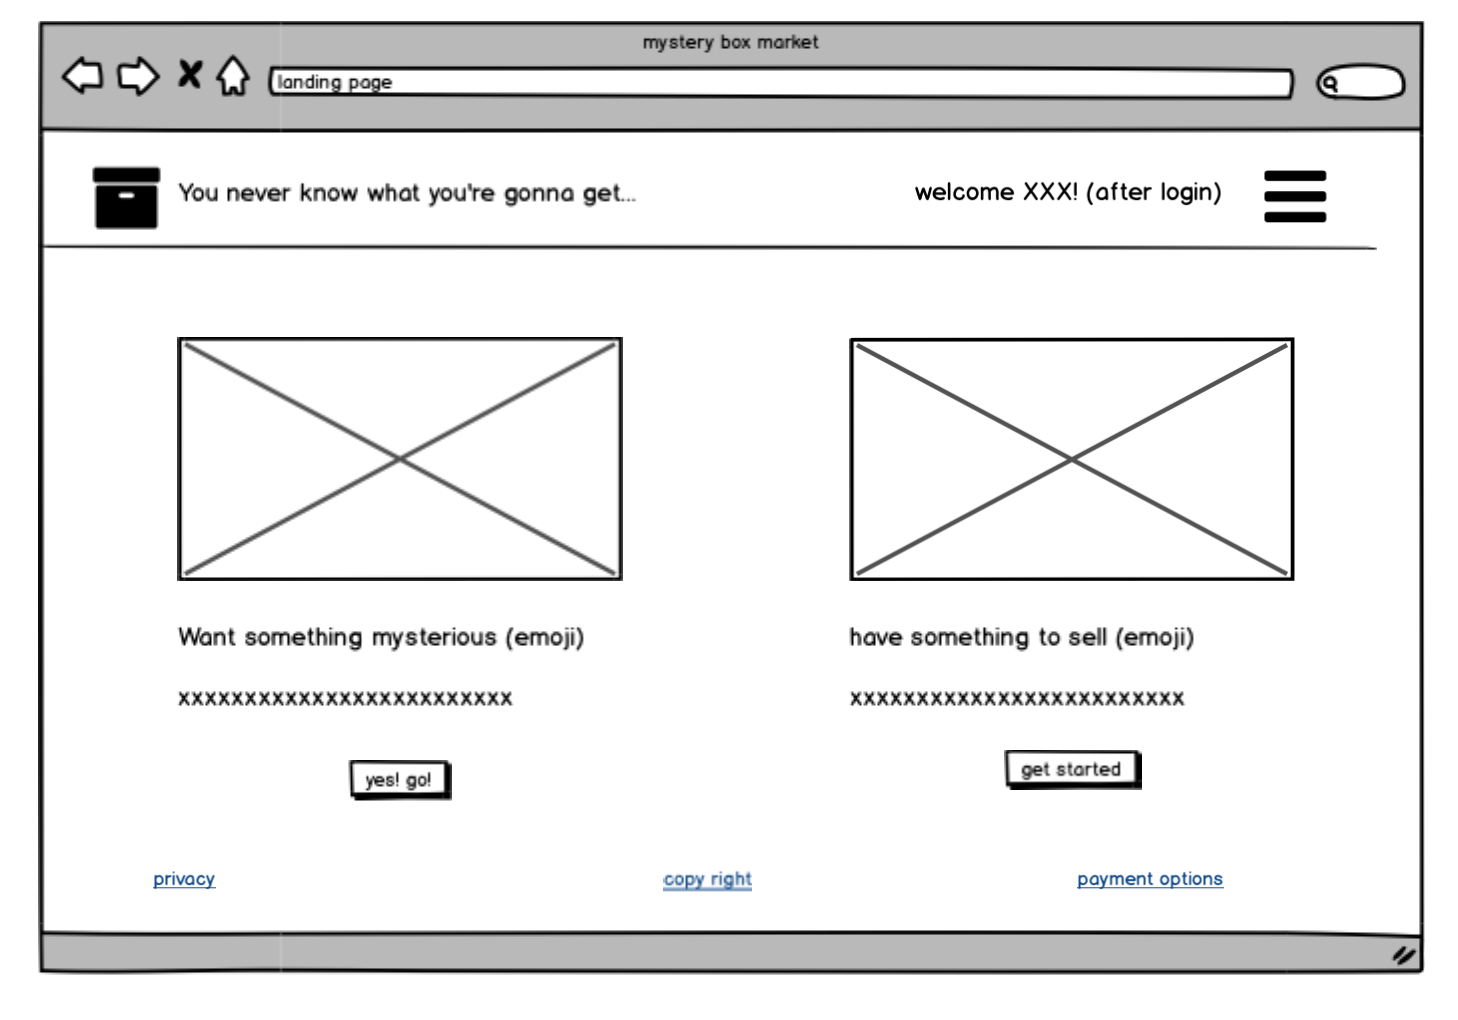 mystery box market
landing page
You never know what you're gonna get...
welcome XXX! (after login)
Want something mysterious (emoji)
have something to sell (emoji)
xxxxxxxxxxxxxxxxxxxxxxxxx
xxxxxxxxxxxxxxxxxxxxxxxxx
yes! go!
get started
privacy
copy right
payment options